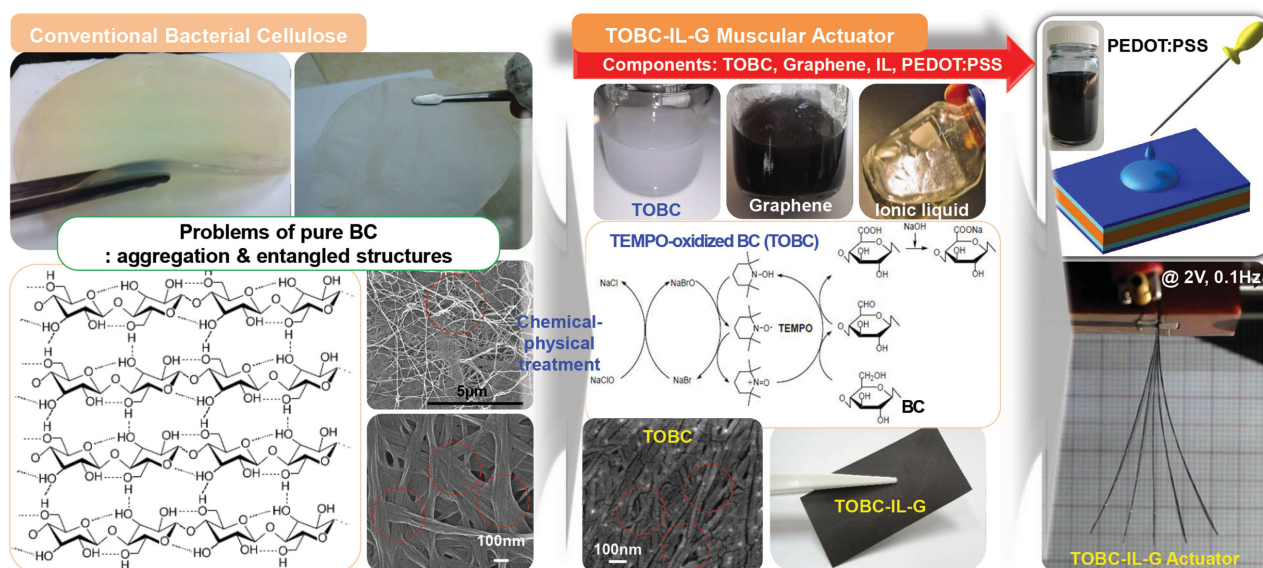 Conventional Bacterial Cellulose
Problems of pure BC
: aggregation & entangled structures
5μm
100nm
Chemical-
physical
treatment
TOBC-IL-G Muscular Actuator
Components: TOBC, Graphene, IL, PEDOT:PSS
TOBC
Graphene
Ionic liquid
TEMPO-oxidized BC (TOBC)
NaCl
NaBrO
N-OH
COOH
NaOH
COONa
N-O•
TEMPO
CHO
NaClO
NaBr
+N=O
CH₂OH
BC
TOBC
100nm
TOBC-IL-G
PEDOT:PSS
@ 2V, 0.1Hz
TOBC-IL-G Actuator